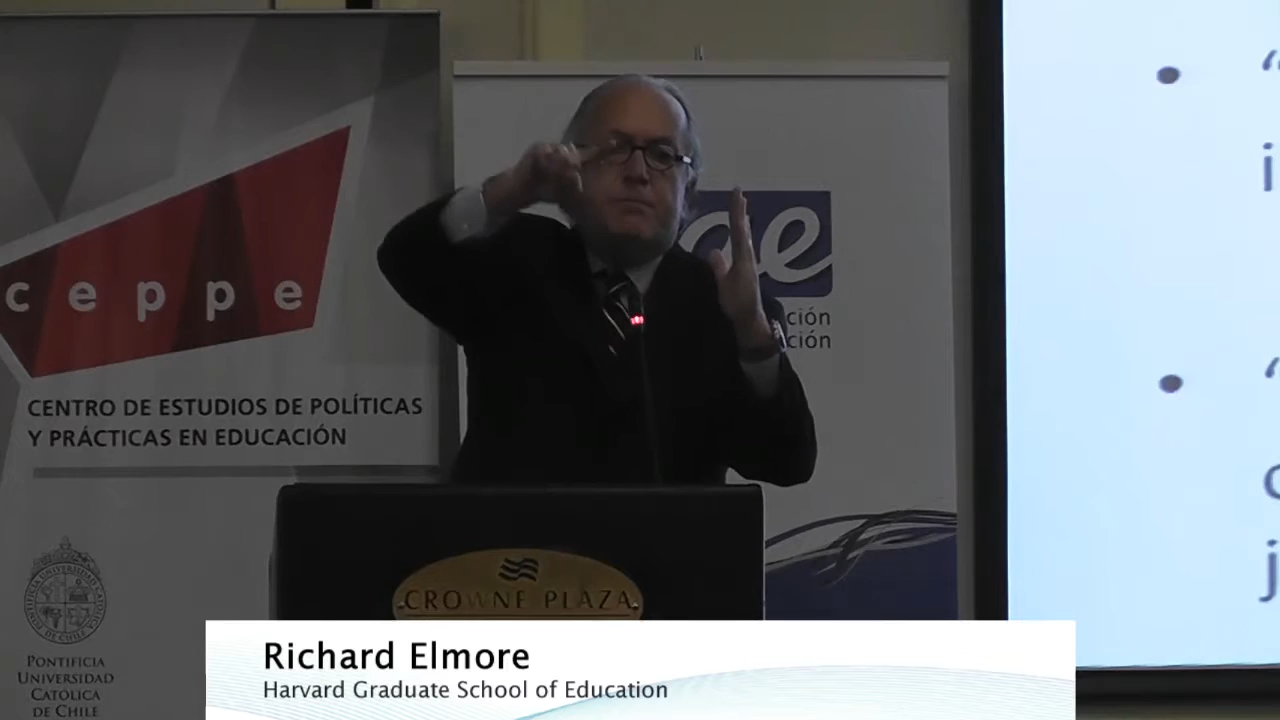 ceppe
CENTRO DE ESTUDIOS DE POLÍTICAS
Y PRÁCTICAS EN EDUCACIÓN
PONTIFICIA
UNIVERSIDAD
CATOLICA
DE CHILE
CROWNE PLAZA
Richard Elmore
Harvard Graduate School of Education